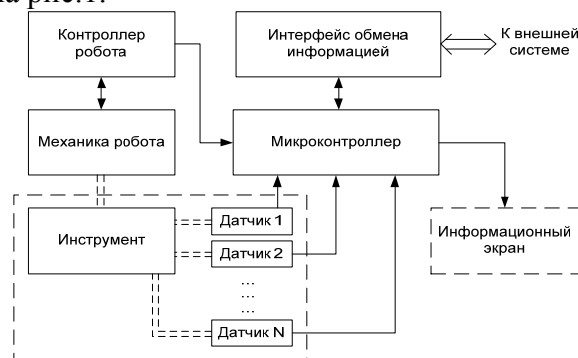 на рис.1.
Контроллер
робота
Интерфейс обмена
информацией
К внешней
системе
Механика робота
Микроконтроллер
Инструмент
Датчик 1
Датчик 2
...
...
...
Датчик N
Информационный
экран